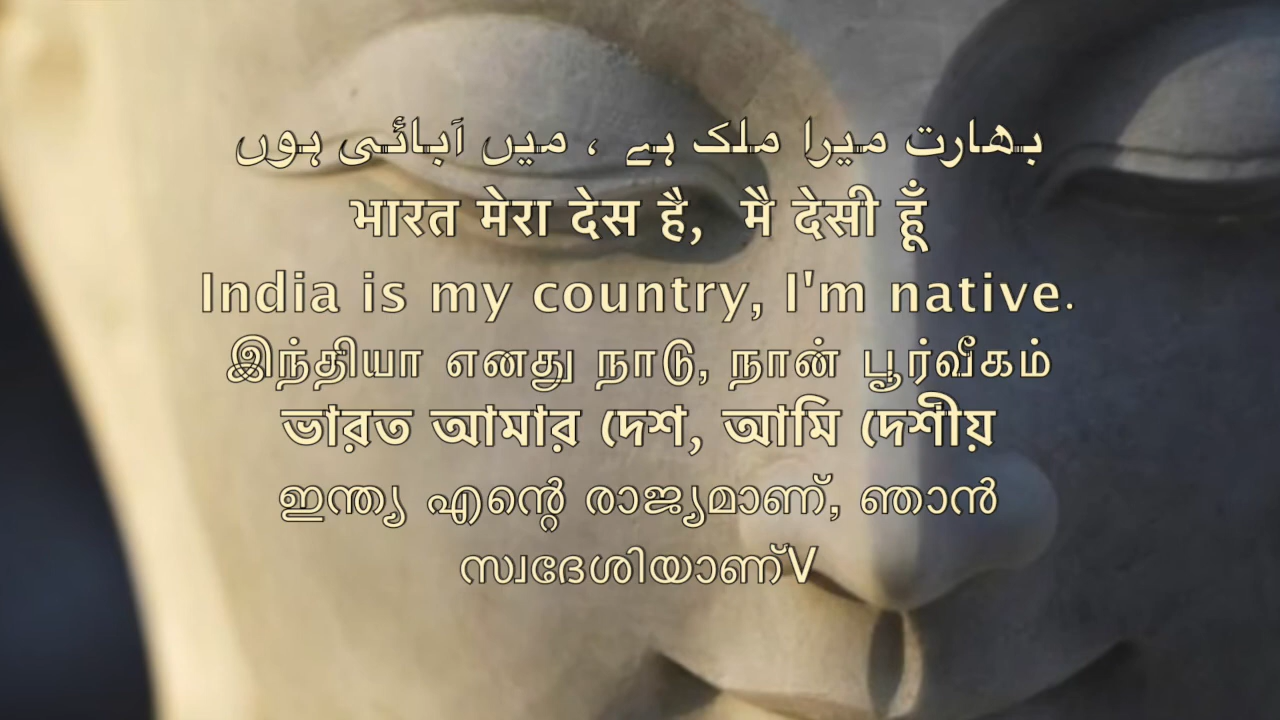 بھارت میرا ملک ہے ، میں آبائی ہوں
भारत मेरा देस है, मै देसी हूँ
India is my country, I'm native.
இந்தியா எனது நாடு, நான் பூர்வீகம்
ভারত আমার দেশ, আমি দেশীয়
ഇന്ത്യ എന്റെ രാജ്യമാണ്, ഞാൻ
സ്വദേശിയാണ്V